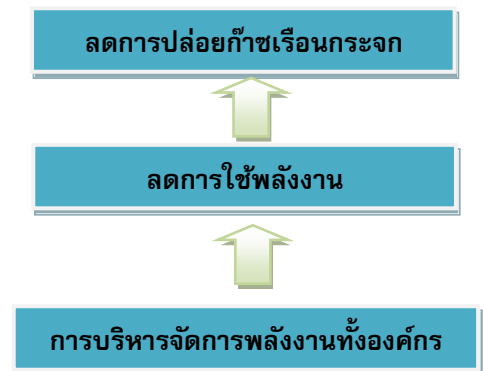 ลดการปล่อยก๊าซเรือนกระจก
ลดการใช้พลังงาน
การบริหารจัดการพลังงานทั้งองค์กร